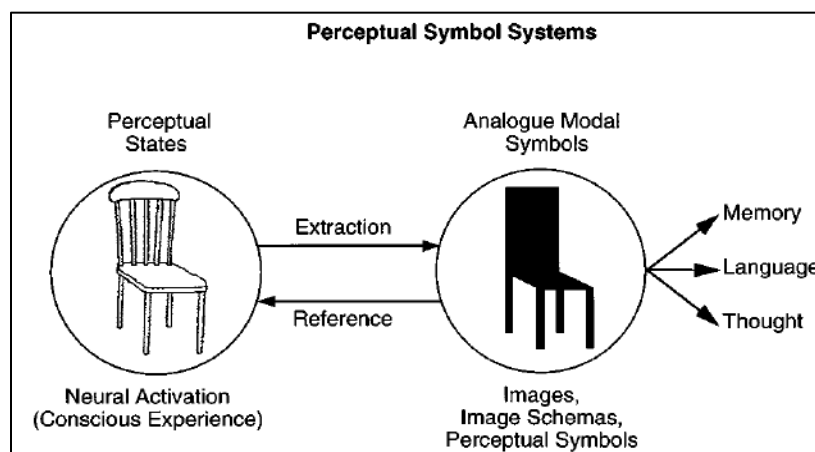 Perceptual Symbol Systems
Perceptual
States
Analogue Modal
Symbols
Extraction
Reference
Memory
Language
Thought
Neural Activation
(Conscious Experience)
Images,
Image Schemas,
Perceptual Symbols